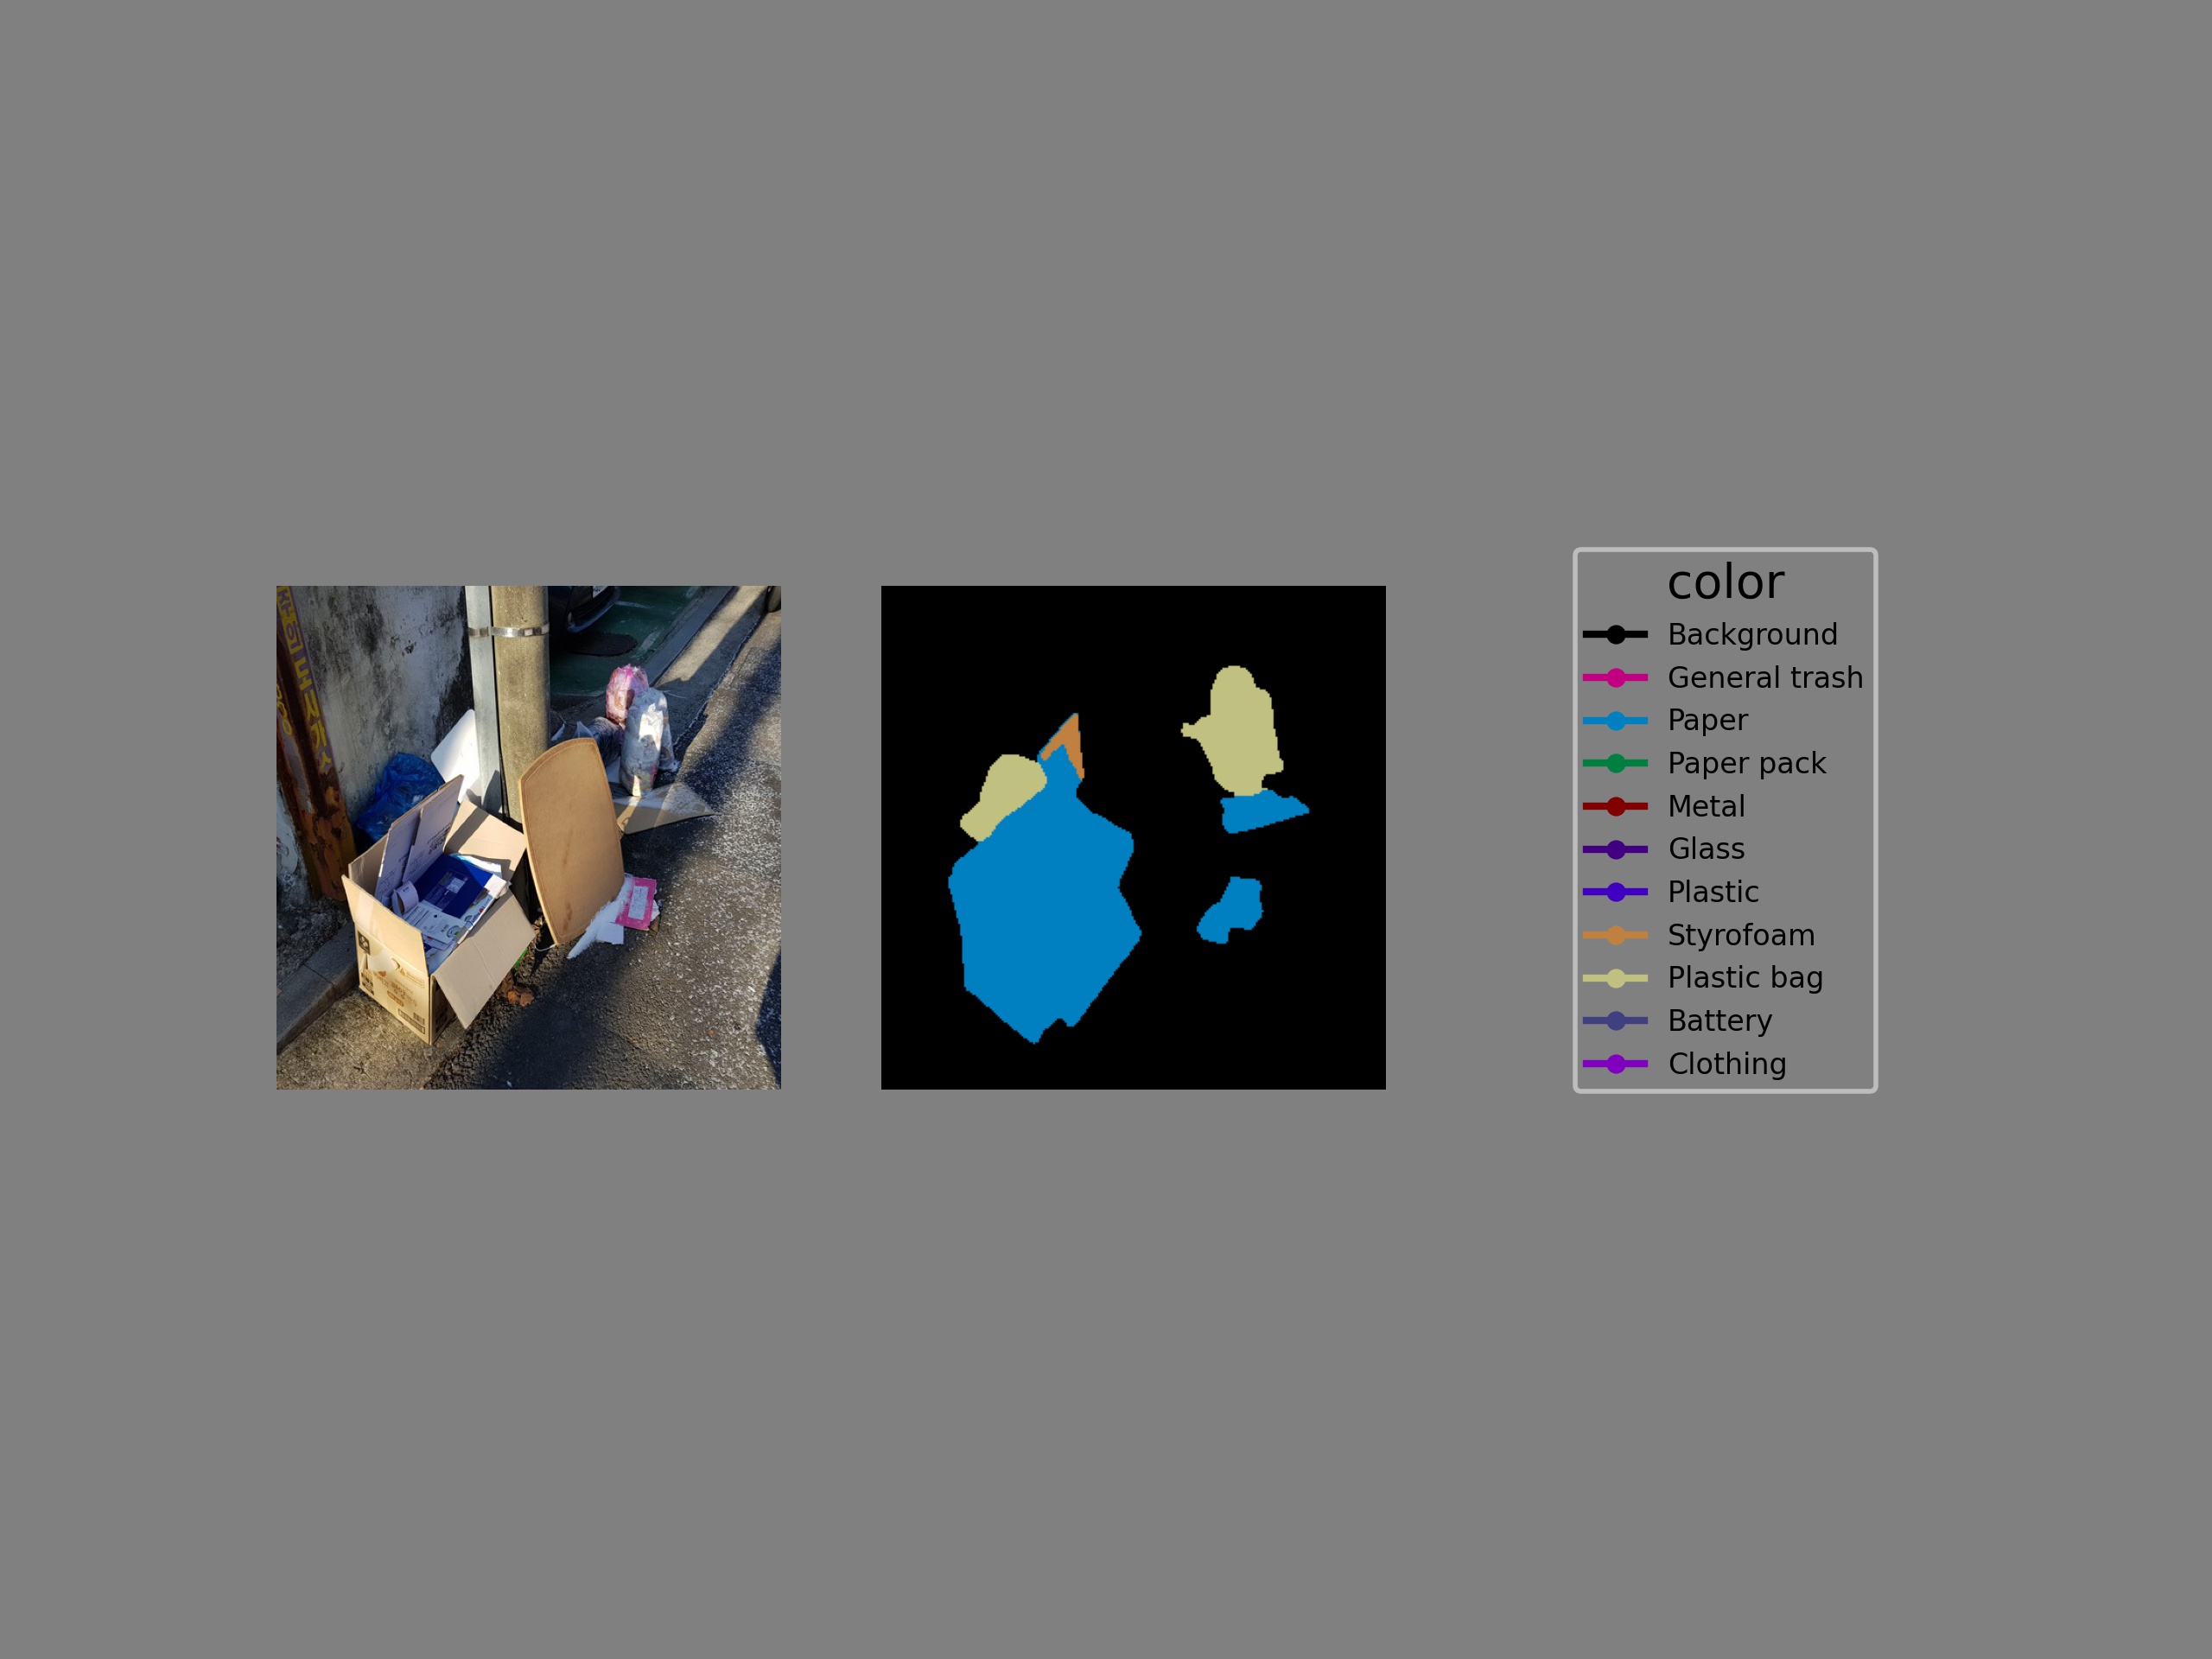 color
Background
General trash
Paper
Paper pack
Metal
Glass
Plastic
Styrofoam
Plastic bag
Battery
Clothing